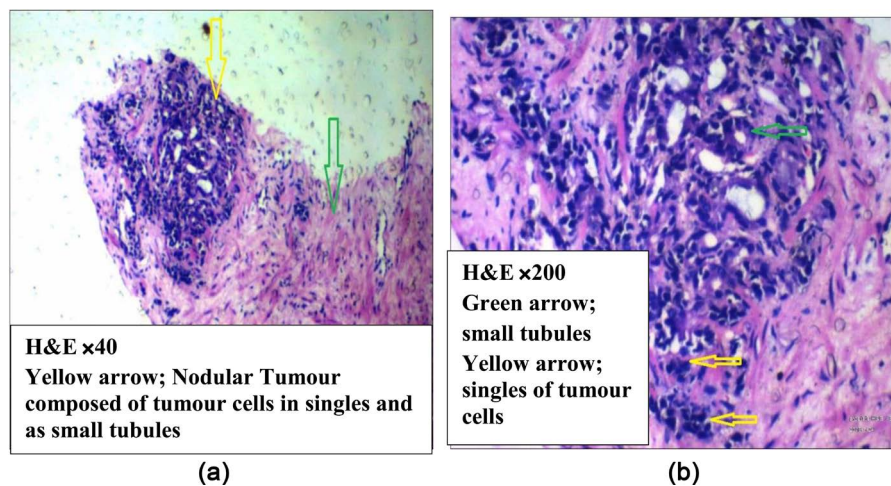 H&E ×40
Yellow arrow; Nodular Tumour
composed of tumour cells in singles and
as small tubules
(a)
H&E ×200
Green arrow;
small tubules
Yellow arrow;
singles of tumour
cells
(b)